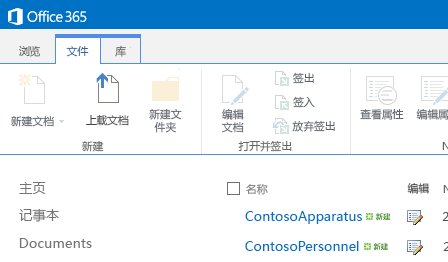 Office 365
浏览 文件 库
新建文档 上载文档 新建文件夹 编辑文档 签出 签入 放弃签出 查看属性 编辑属
新建 打开并签出
主页 名称 编辑
记事本 ContosoApparatus 新建 2
Documents ContosoPersonnel 新建 2